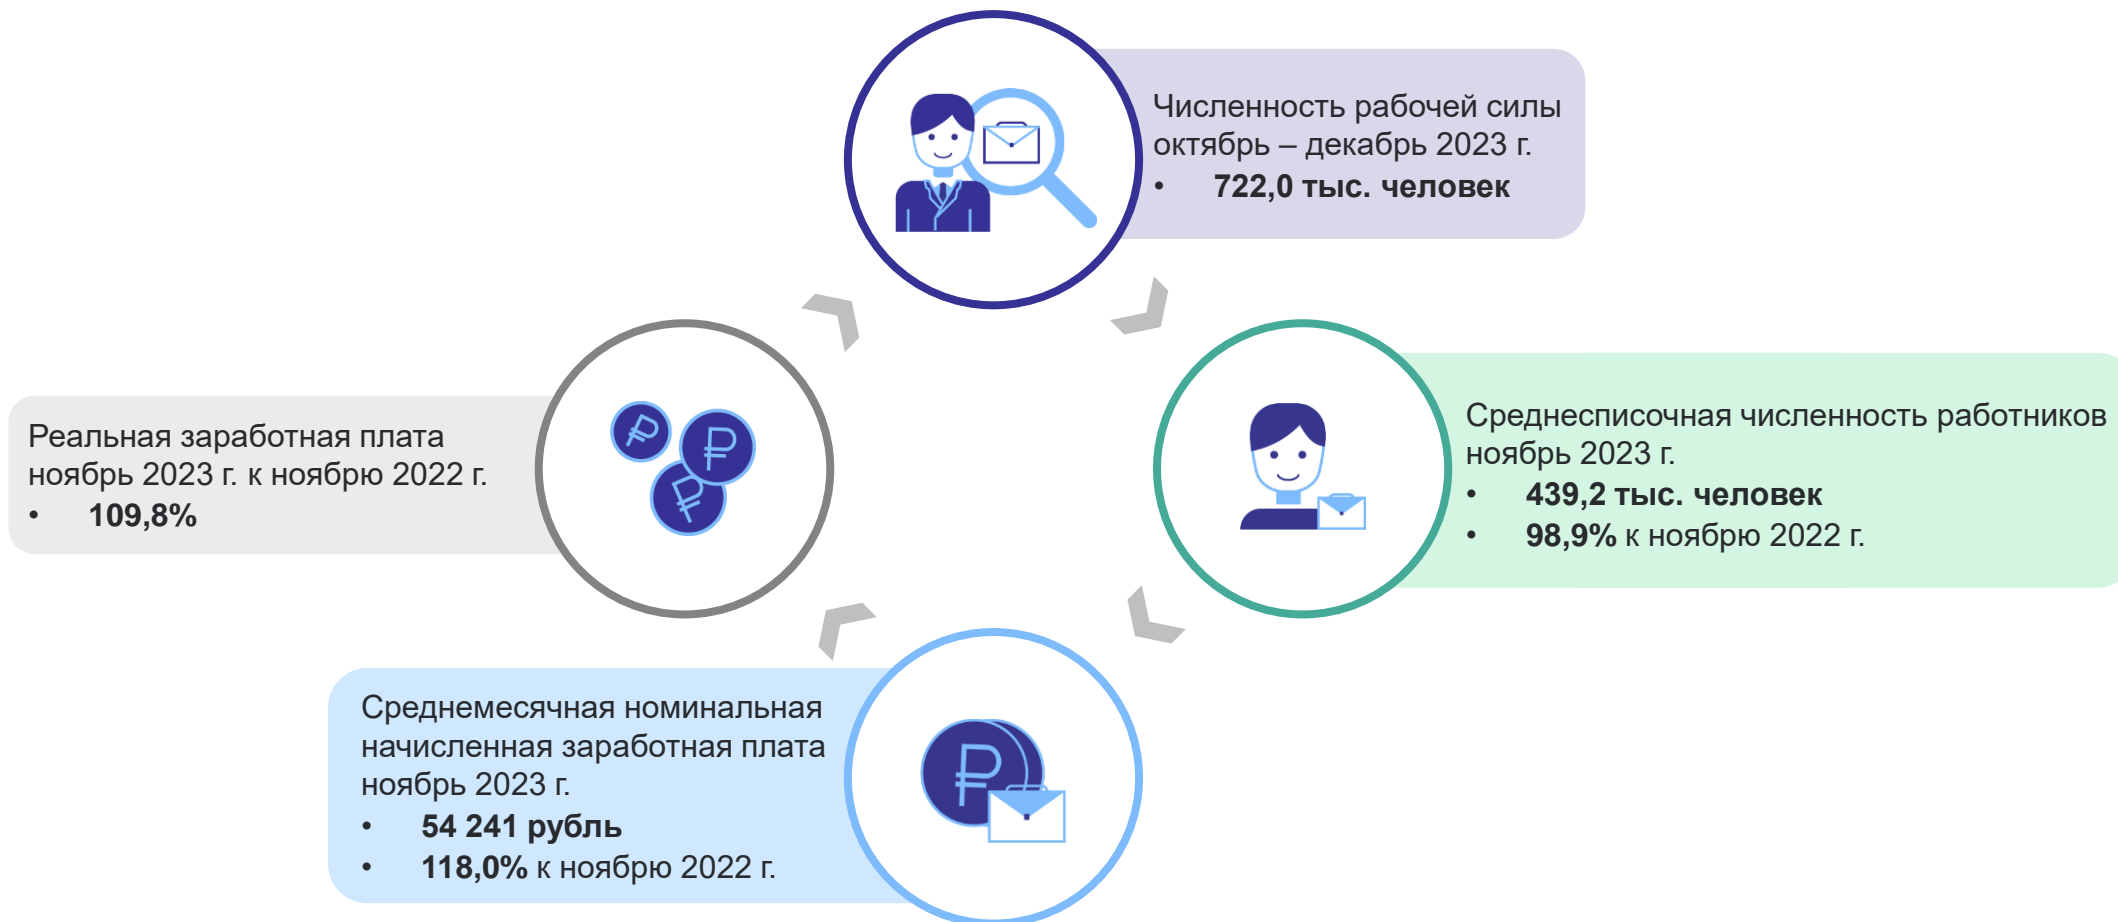 Численность рабочей силы
октябрь – декабрь 2023 г.
• 722,0 тыс. человек
Среднесписочная численность работников
ноябрь 2023 г.
• 439,2 тыс. человек
• 98,9% к ноябрю 2022 г.
Реальная заработная плата
ноябрь 2023 г. к ноябрю 2022 г.
• 109,8%
Среднемесячная номинальная
начисленная заработная плата
ноябрь 2023 г.
• 54 241 рубль
• 118,0% к ноябрю 2022 г.